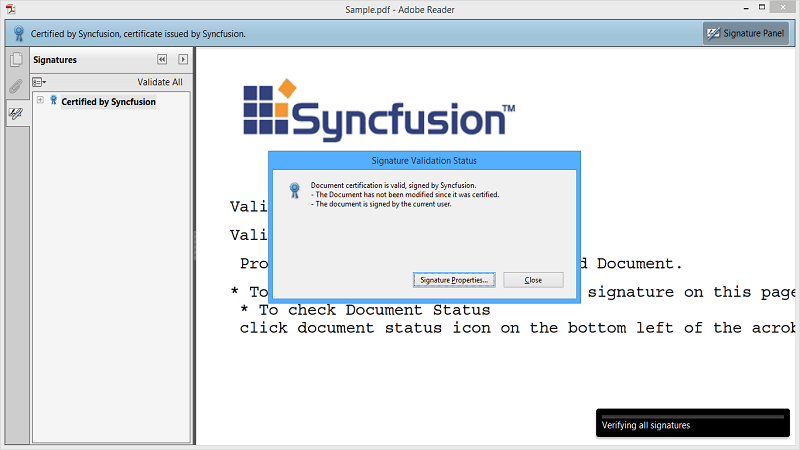 Sample.pdf - Adobe Reader
Certified by Syncfusion, certificate issued by Syncfusion.
Signature Panel
Signatures
Validate All
Certified by Syncfusion
Syncfusion™
Signature Validation Status
Document certification is valid, signed by Syncfusion.
- The Document has not been modified since it was certified.
- The document is signed by the current user.
Signature Properties...
Close
Vali
Vali
Pro d Document.
* To signature on this page
* To check Document Status
click document status icon on the bottom left of the acrob
Verifying all signatures